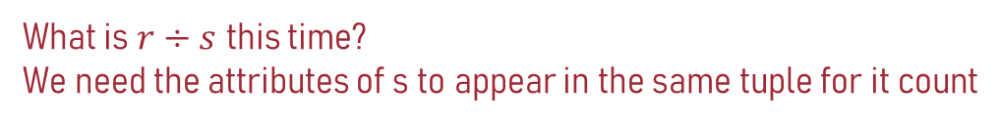 What is r ÷ s this time?
We need the attributes of s to appear in the same tuple for it count